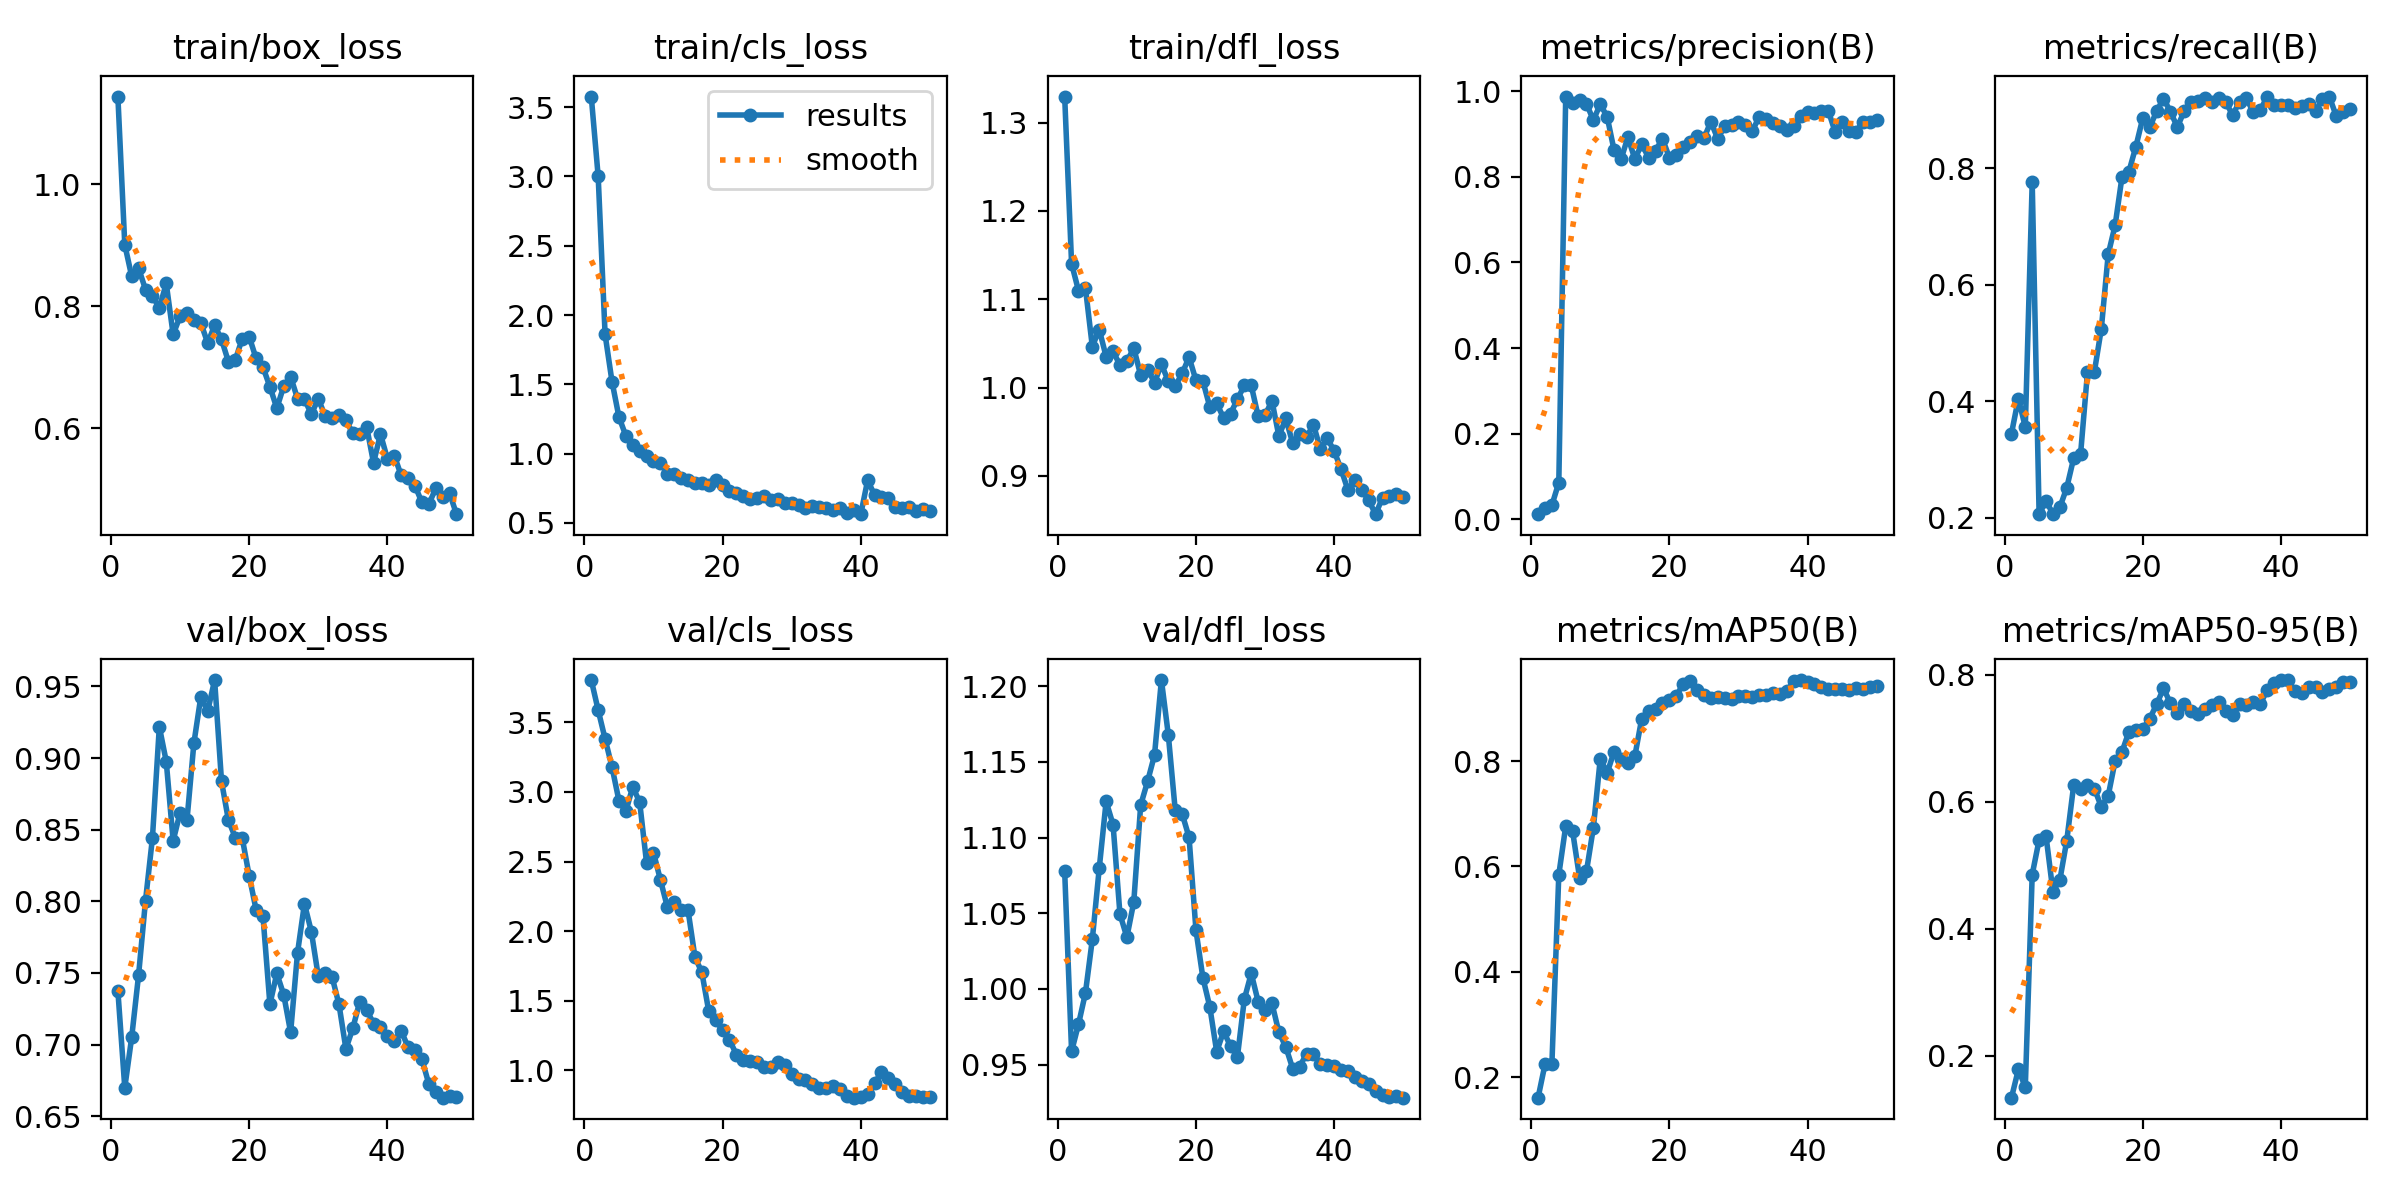 train/box_loss
1.0
0.8
0.6
0 20 40
train/cls_loss
results
smooth
3.5
3.0
2.5
2.0
1.5
1.0
0.5
0 20 40
train/dfl_loss
1.3
1.2
1.1
1.0
0.9
0 20 40
metrics/precision(B)
1.0
0.8
0.6
0.4
0.2
0.0
0 20 40
metrics/recall(B)
0.8
0.6
0.4
0.2
0 20 40
val/box_loss
0.95
0.90
0.85
0.80
0.75
0.70
0.65
0 20 40
val/cls_loss
3.5
3.0
2.5
2.0
1.5
1.0
0 20 40
val/dfl_loss
1.20
1.15
1.10
1.05
1.00
0.95
0 20 40
metrics/mAP50(B)
0.8
0.6
0.4
0.2
0 20 40
metrics/mAP50-95(B)
0.8
0.6
0.4
0.2
0 20 40